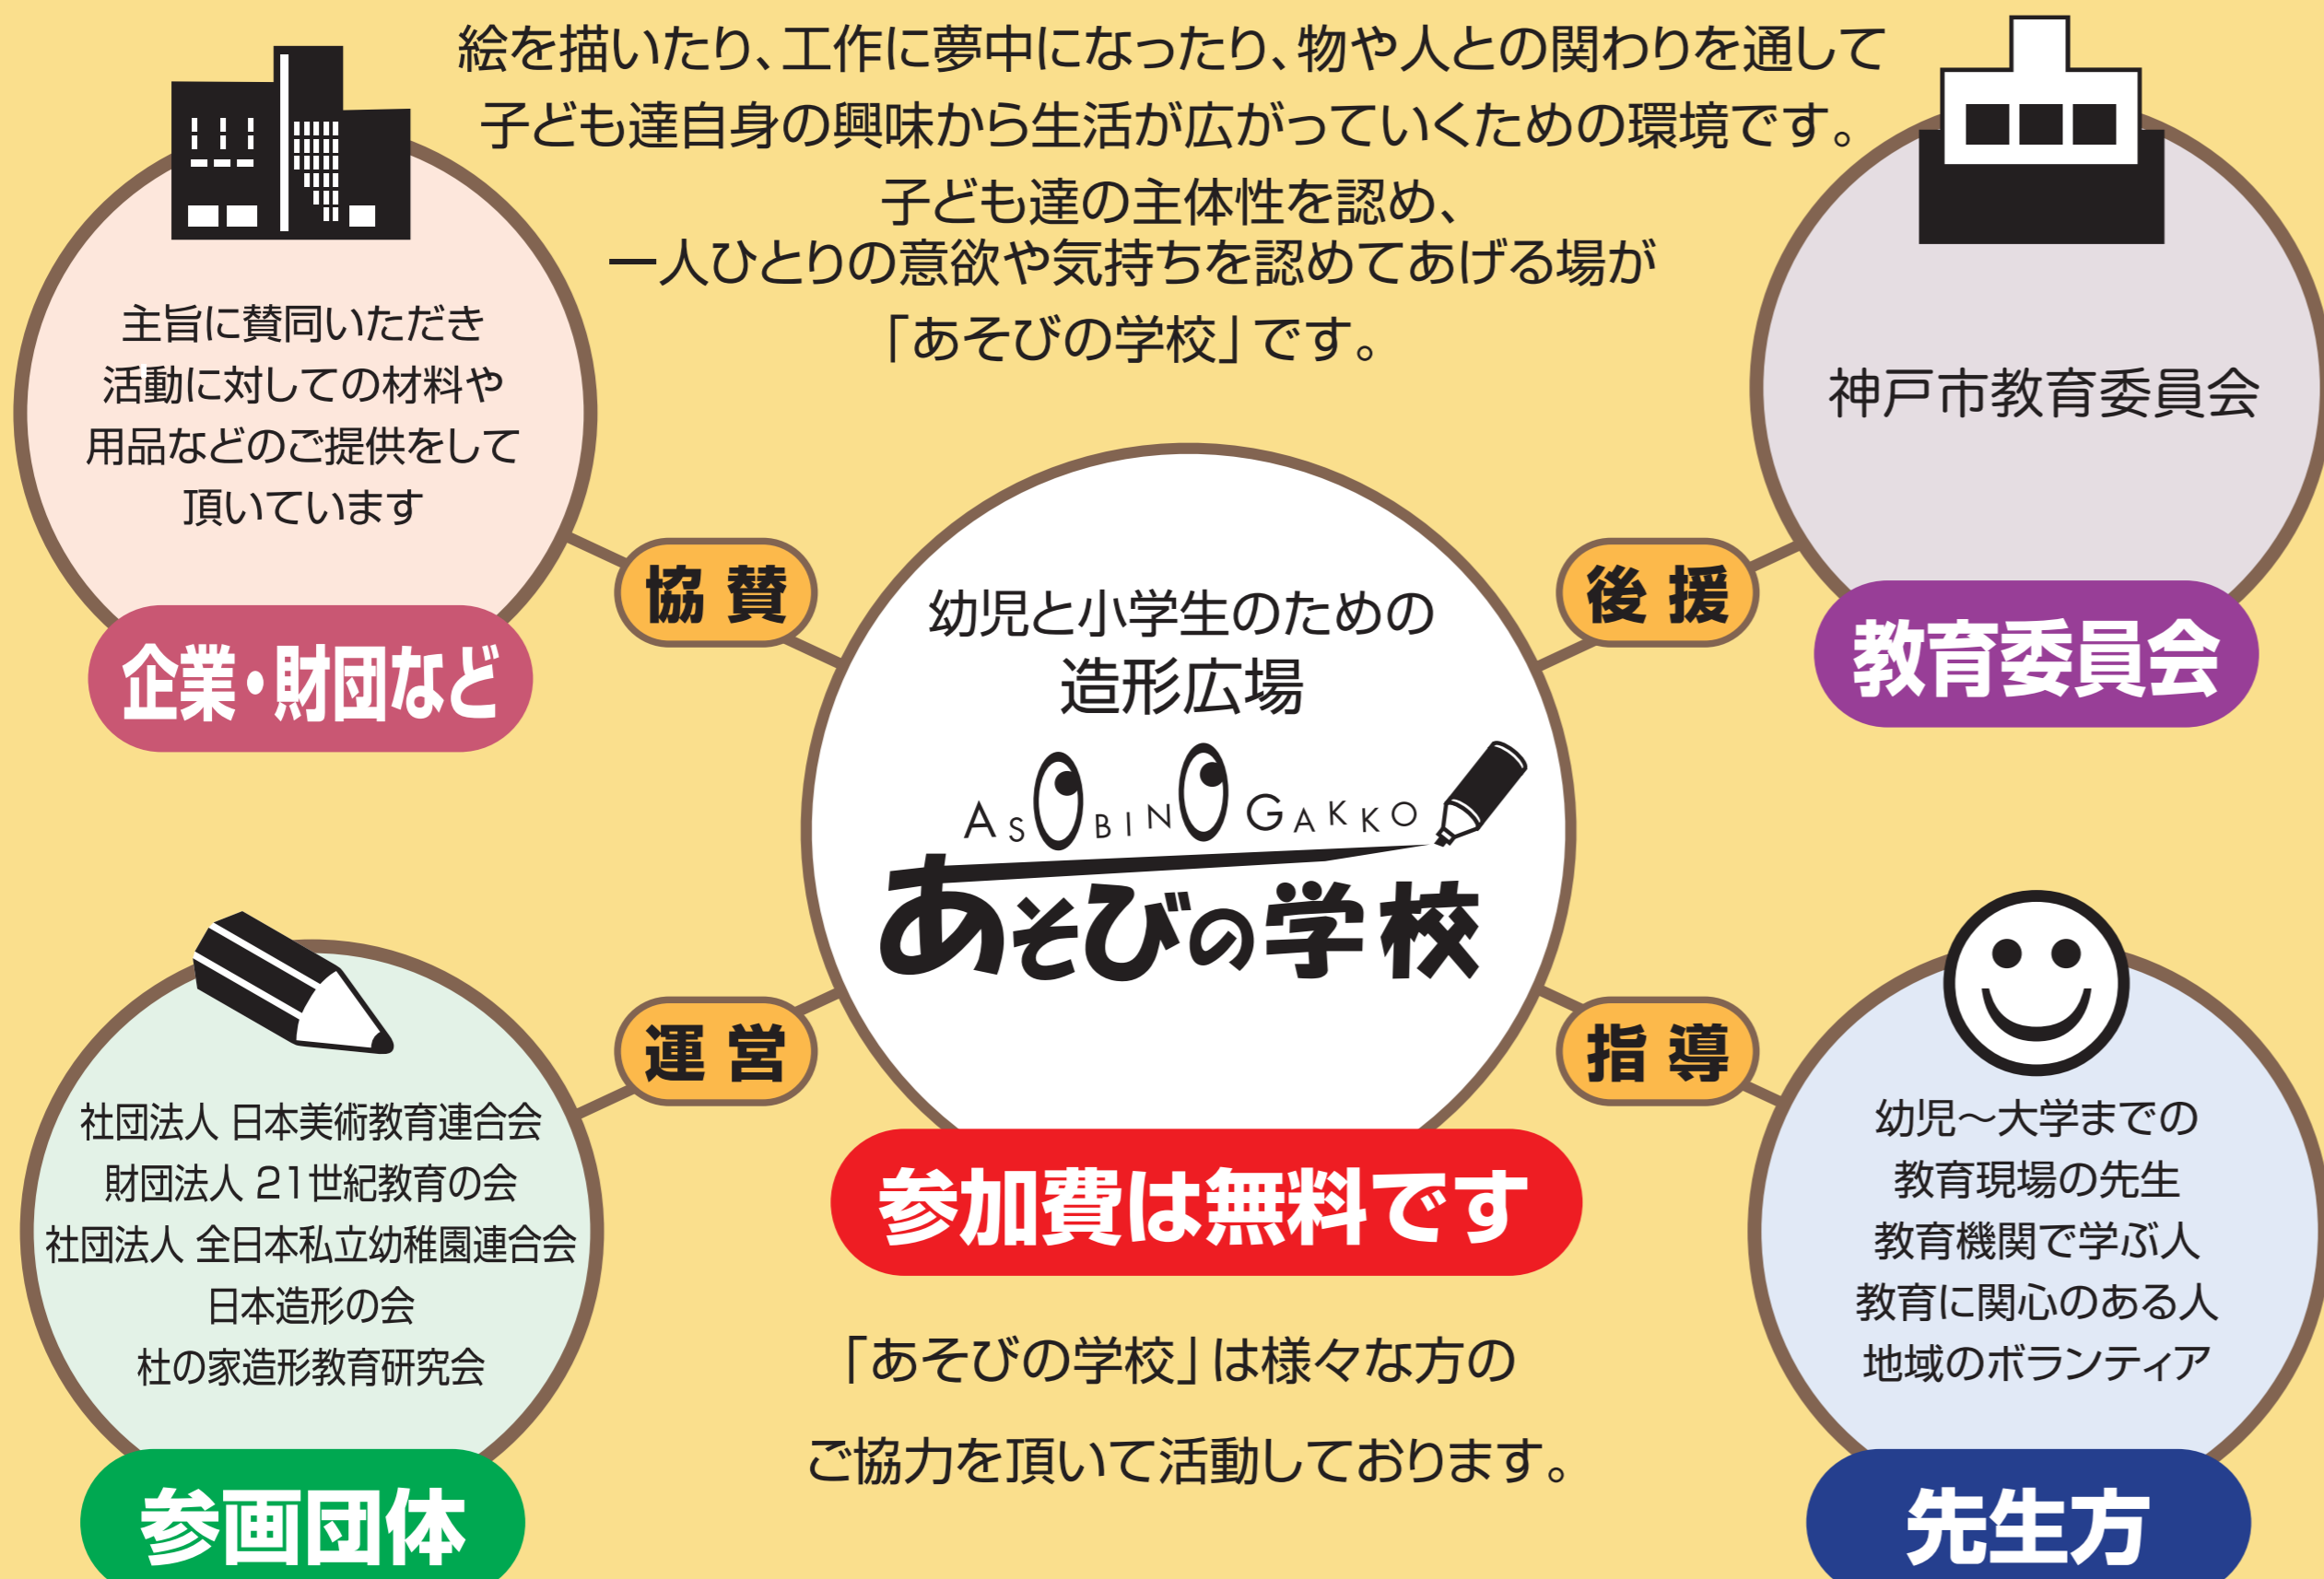 絵を描いたり、工作に夢中になったり、物や人との関わりを通して
子ども達自身の興味から生活が広がっていくための環境です。
子ども達の主体性を認め、
一人ひとりの意欲や気持ちを認めてあげる場が
「あそびの学校」です。
主旨に賛同いただき
活動に対しての材料や
用品などのご提供をして
頂いています
企業・財団など
協賛
神戸市教育委員会
教育委員会
後援
幼児と小学生のための
造形広場
ASOBINO GAKKO
あそびの学校
参加費は無料です
運営
社団法人 日本美術教育連合会
財団法人 21世紀教育の会
社団法人 全日本私立幼稚園連合会
日本造形の会
杜の家造形教育研究会
参画団体
指導
幼児〜大学までの
教育現場の先生
教育機関で学ぶ人
教育に関心のある人
地域のボランティア
先生方
「あそびの学校」は様々な方の
ご協力を頂いて活動しております。